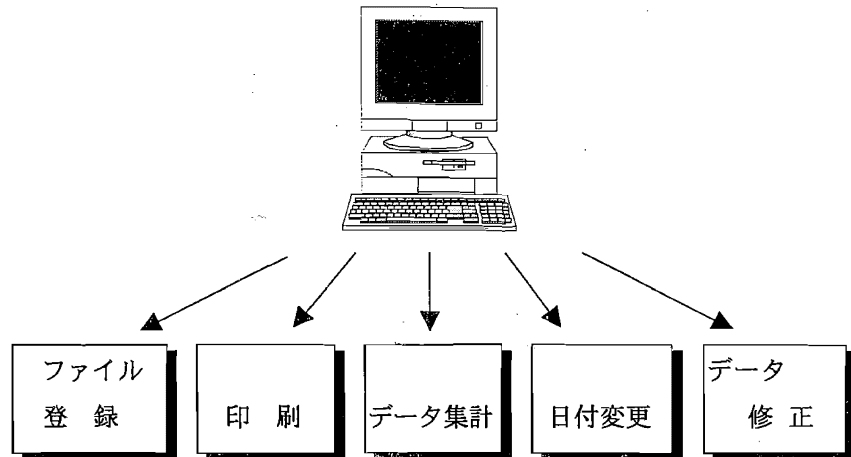 ファイル
登 録
印 刷
データ集計
日付変更
データ
修 正